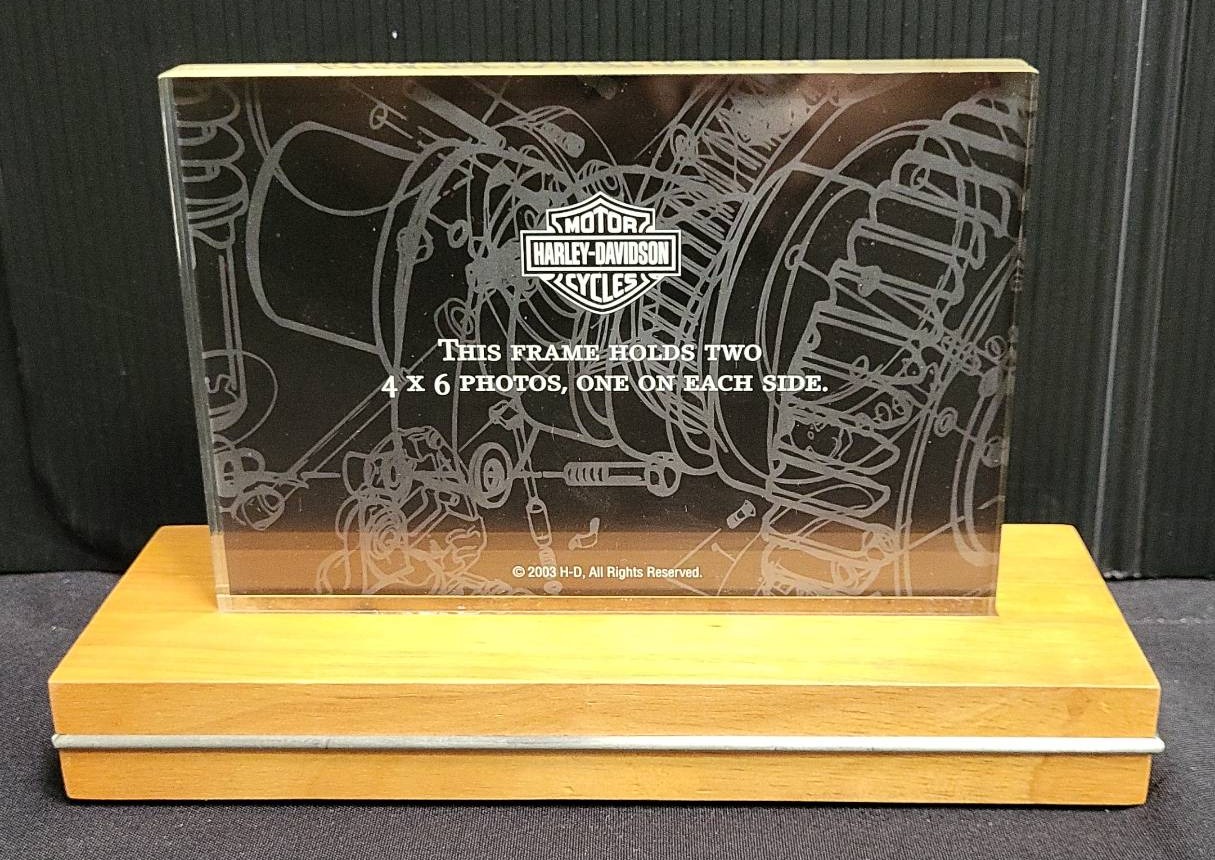 MOTOR
HARLEY-DAVIDSON
CYCLES
THIS FRAME HOLDS TWO
4 X 6 PHOTOS, ONE ON EACH SIDE.
© 2003 H-D, All Rights Reserved.